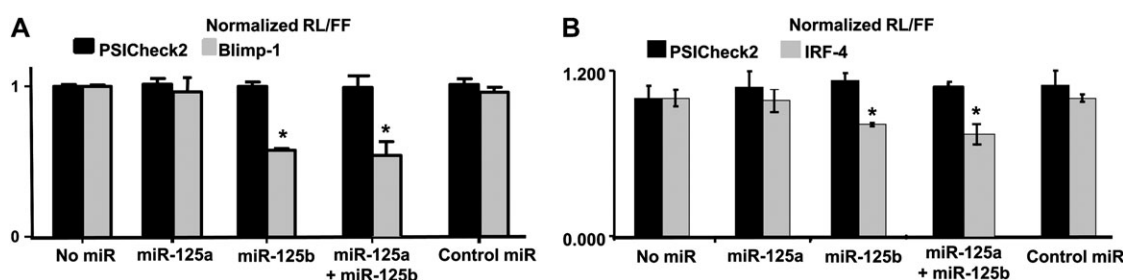 A
Normalized RL/FF
PSICheck2 Blimp-1
1
* *
0
No miR miR-125a miR-125b miR-125a + miR-125b Control miR
B
Normalized RL/FF
PSICheck2 IRF-4
1.200
* *
0.000
No miR miR-125a miR-125b miR-125a + miR-125b Control miR